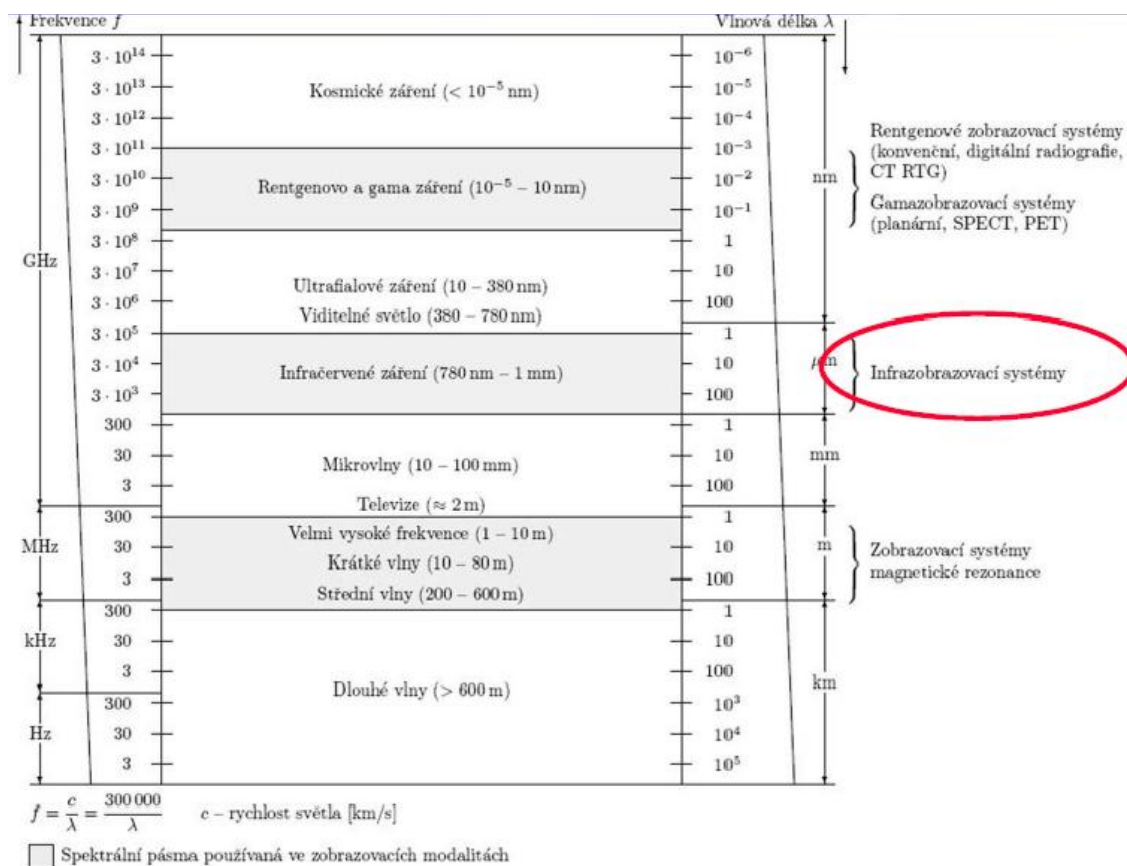 Frekvence f
Vlnová délka λ
3 · 10¹⁴
10⁻⁶
3 · 10¹³
Kosmické záření (< 10⁻⁵ nm)
10⁻⁵
3 · 10¹²
10⁻⁴
3 · 10¹¹
10⁻³
Rentgenové zobrazovací systémy
(konvenční, digitální radiografie,
CT RTG)
3 · 10¹⁰
Rentgenovo a gama záření (10⁻⁵ – 10 nm)
10⁻²
nm
3 · 10⁹
10⁻¹
Gamazobrazovací systémy
(planární, SPECT, PET)
3 · 10⁸
1
GHz
3 · 10⁷
10
Ultrafialové záření (10 – 380 nm)
3 · 10⁶
100
Viditelné světlo (380 – 780 nm)
3 · 10⁵
1
3 · 10⁴
Infračervené záření (780 nm – 1 mm)
10
μm
Infrazobrazovací systémy
3 · 10³
100
300
1
30
Mikrovlny (10 – 100 mm)
10
mm
3
100
Televize (≈ 2 m)
300
1
Velmi vysoké frekvence (1 – 10 m)
MHz
30
10
m
Zobrazovací systémy
magnetické rezonance
Krátké vlny (10 – 80 m)
3
100
Střední vlny (200 – 600 m)
300
1
kHz
30
10
3
100
Dlouhé vlny (> 600 m)
km
300
10³
Hz
30
10⁴
3
10⁵
f = c/λ = 300 000/λ c – rychlost světla [km/s]
Spektrální pásma používaná ve zobrazovacích modalitách